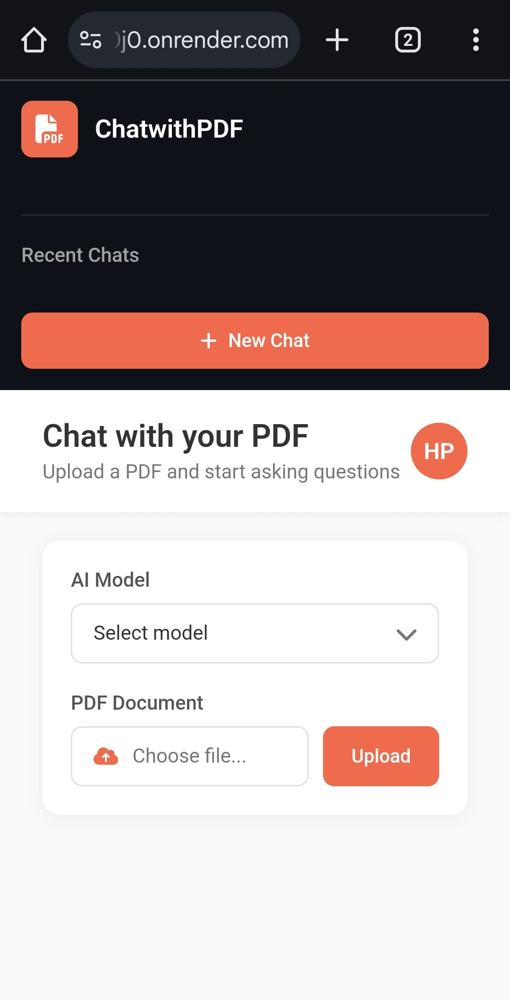 j0.onrender.com
2
PDF
ChatwithPDF
Recent Chats
+ New Chat
Chat with your PDF
HP
Upload a PDF and start asking questions
AI Model
Select model
PDF Document
Choose file...
Upload